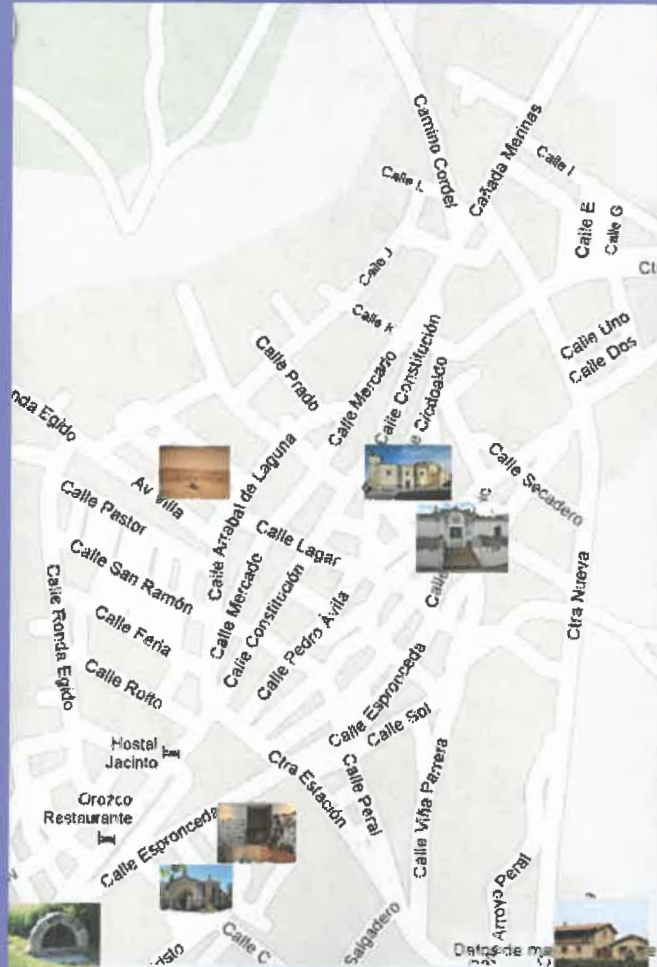 Camino Cordel
Cañada Merinas
Calle I
Calle L
Calle E
Calle G
Calle J
Calle K
Calle Uno
Calle Dos
Calle Prado
Calle Mercado
Calle Constitución
Cicdoaldo
nda Egido
Av Villa
Calle Pastor
Calle Arrabal de Laguna
Calle Secadero
Calle Lagar
Calle San Ramón
Calle
Ctra Nueva
Calle Mercado
Calle Constitución
Calle Pedro Ávila
Calle Ronda Egido
Calle Feria
Calle Rollo
Calle Espronceda
Calle Sol
Hostal
Jacinto
Ctra Estación
Calle Peral
Calle Viña Parrera
Orozco
Restaurante
Calle Espronceda
Arroyo Peral
Calle C
Salgadero
risto
Datos de ma